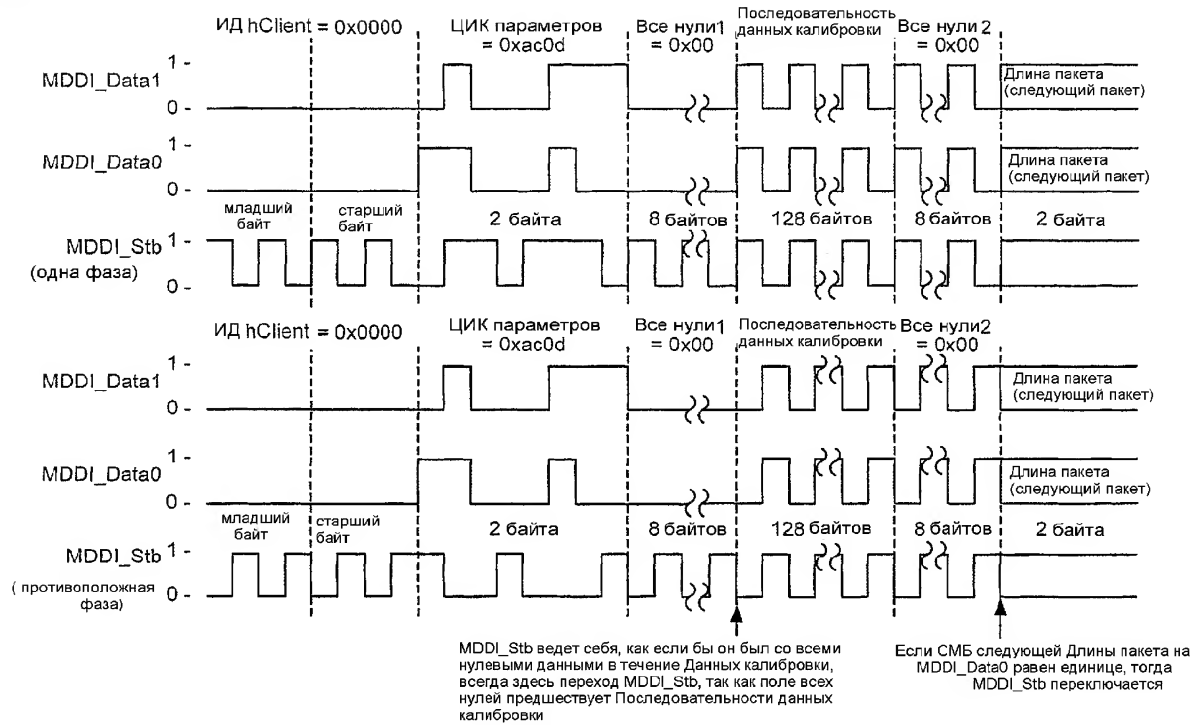 ИД hClient = 0x0000
ЦИК параметров
= 0xac0d
Все нули1
= 0x00
Последовательность
данных калибровки
Все нули 2
= 0x00
MDDI_Data1
1 -
0 -
Длина пакета
(следующий пакет)
MDDI_Data0
1 -
0 -
Длина пакета
(следующий пакет)
младший
байт
старший
байт
2 байта
8 байтов
128 байтов
8 байтов
2 байта
MDDI_Stb
(одна фаза)
1 -
0 -
ИД hClient = 0x0000
ЦИК параметров
= 0xac0d
Все нули1
= 0x00
Последовательность
данных калибровки
Все нули2
= 0x00
MDDI_Data1
1 -
0 -
Длина пакета
(следующий пакет)
MDDI_Data0
1 -
0 -
Длина пакета
(следующий пакет)
младший
байт
старший
байт
2 байта
8 байтов
128 байтов
8 байтов
2 байта
MDDI_Stb
( противоположная
фаза)
1 -
0 -
MDDI_Stb ведет себя, как если бы он был со всеми
нулевыми данными в течение Данных калибровки,
всегда здесь переход MDDI_Stb, так как поле всех
нулей предшествует Последовательности данных
калибровки
Если СМБ следующей Длины пакета на
MDDI_Data0 равен единице, тогда
MDDI_Stb переключается